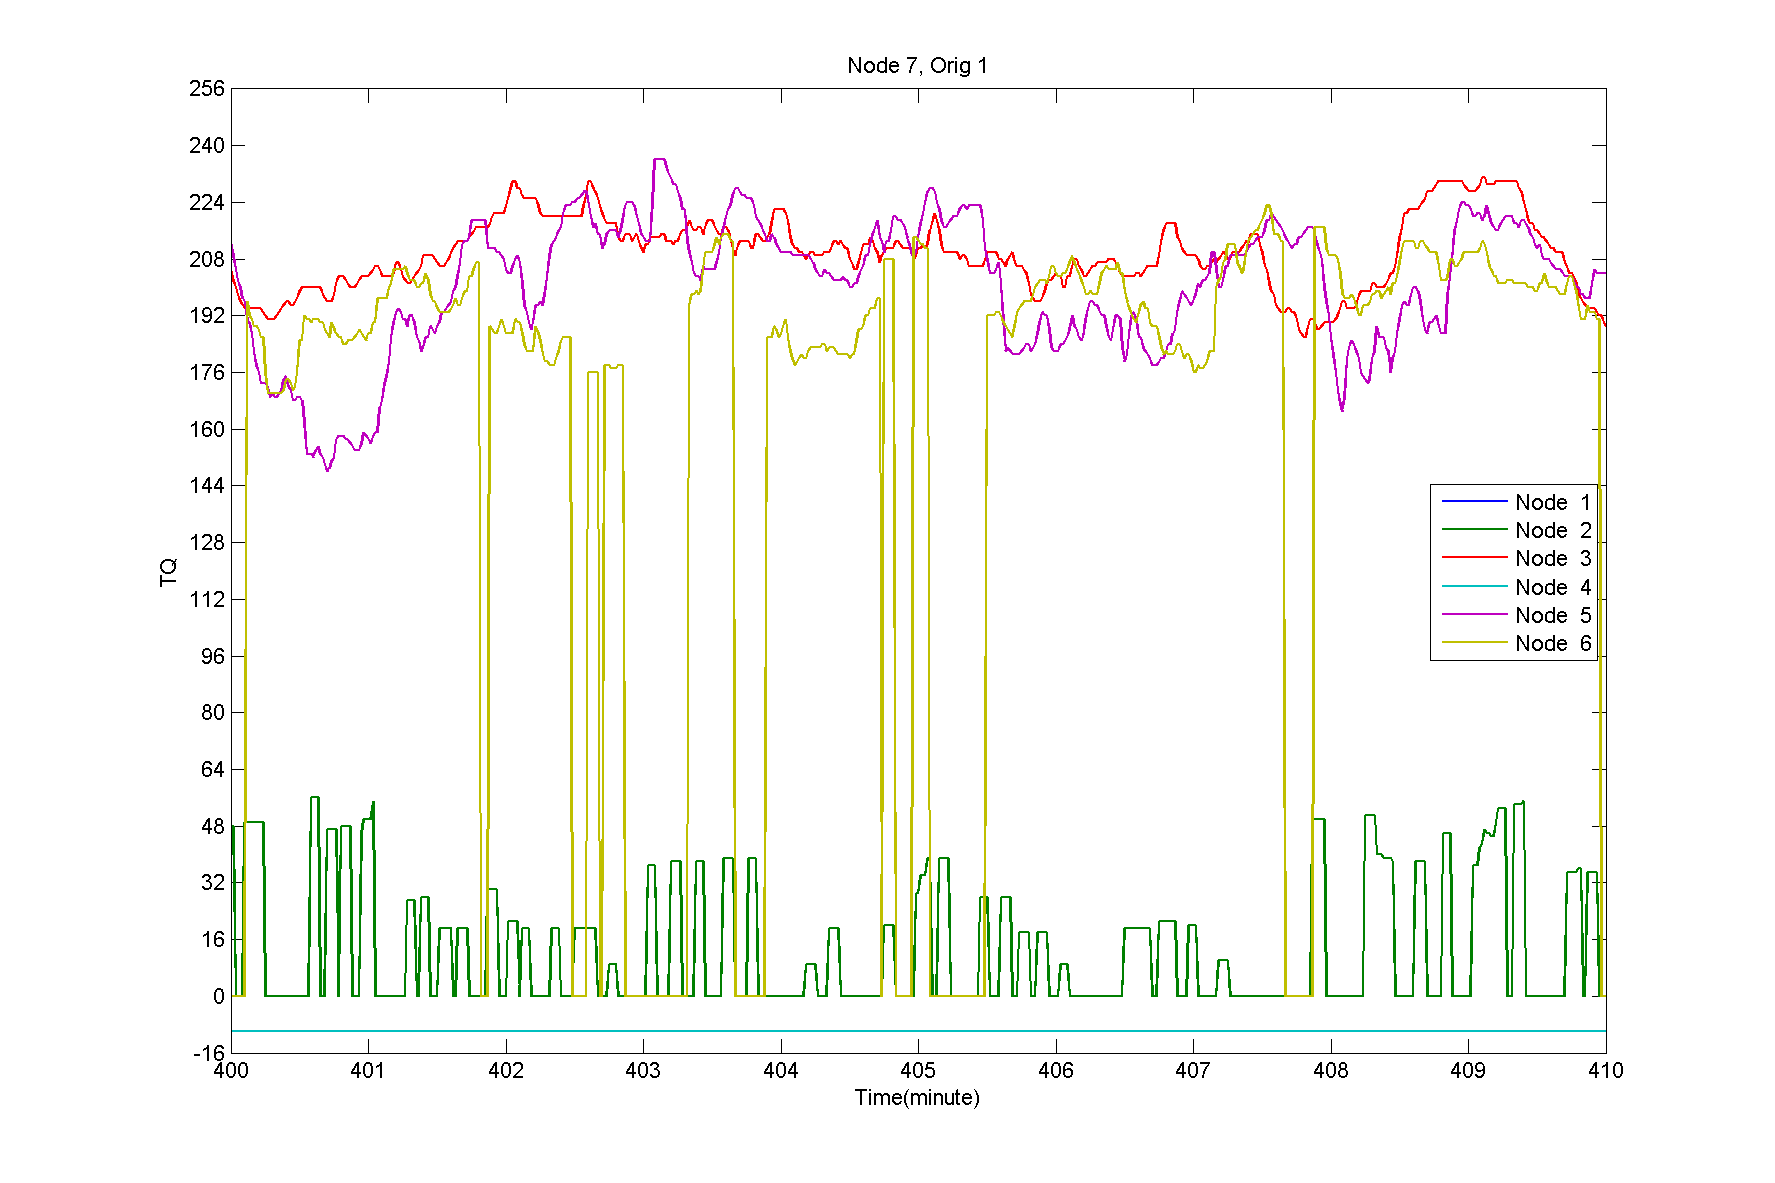 Node 7, Orig 1
256
240
224
208
192
176
160
144
128
112
96
80
64
48
32
16
0
-16
TQ
Node 1
Node 2
Node 3
Node 4
Node 5
Node 6
400 401 402 403 404 405 406 407 408 409 410
Time(minute)